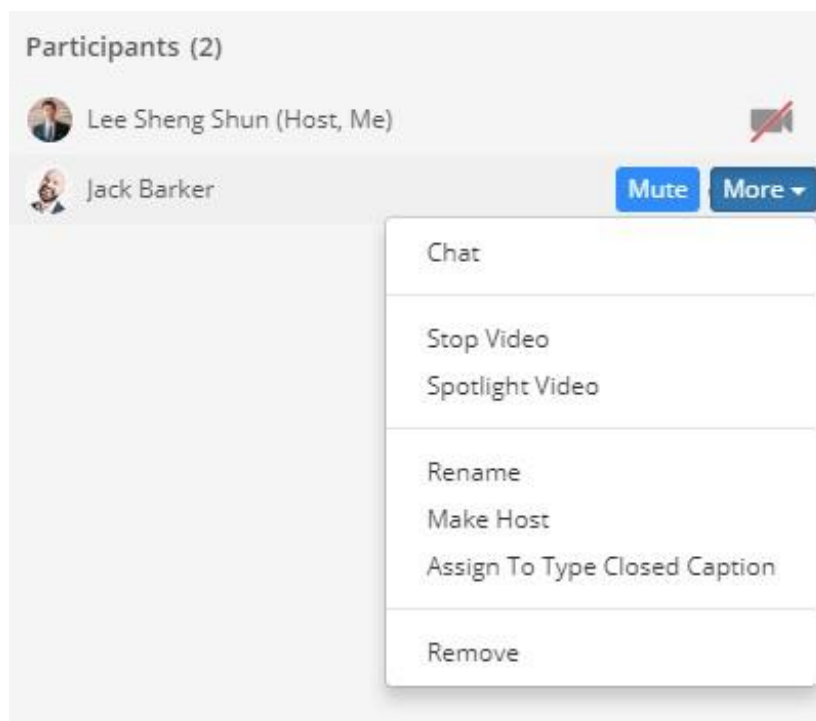 Participants (2)
Lee Sheng Shun (Host, Me)
Jack Barker Mute More
Chat
Stop Video
Spotlight Video
Rename
Make Host
Assign To Type Closed Caption
Remove